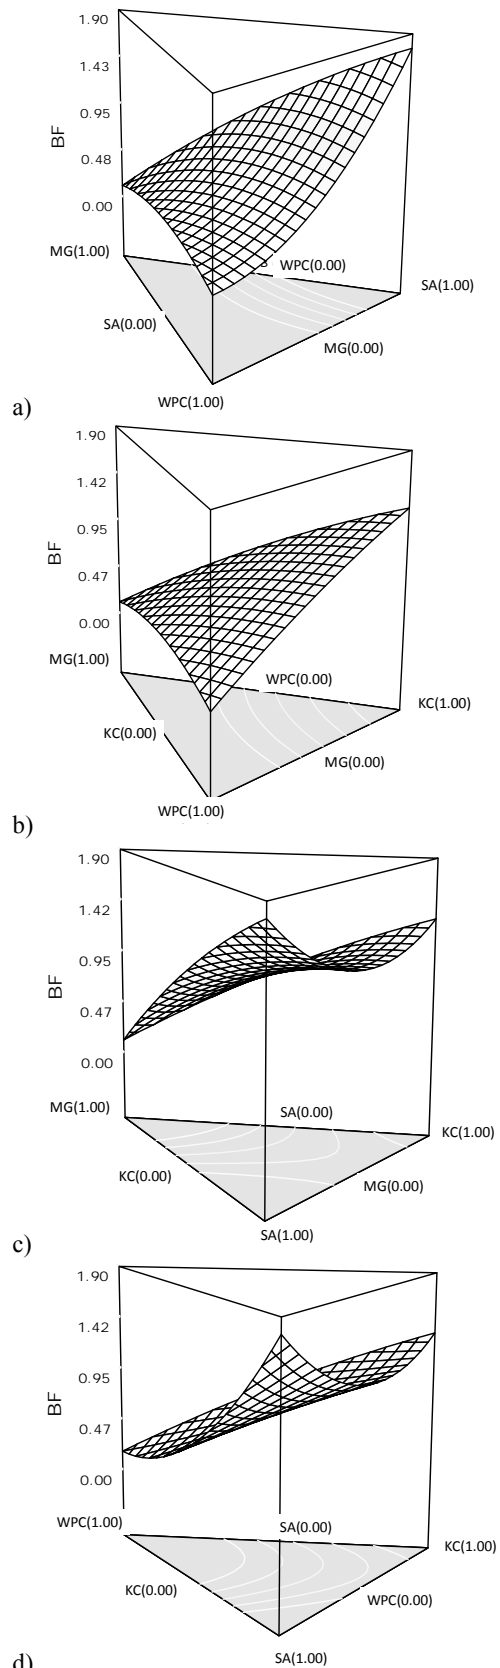 1.90
1.43
0.95
0.48
0.00
BF
MG(1.00)
WPC(0.00)
SA(1.00)
SA(0.00)
MG(0.00)
WPC(1.00)
a)
1.90
1.42
0.95
0.47
0.00
BF
MG(1.00)
WPC(0.00)
KC(1.00)
KC(0.00)
MG(0.00)
WPC(1.00)
b)
1.90
1.42
0.95
0.47
0.00
BF
MG(1.00)
SA(0.00)
KC(1.00)
KC(0.00)
MG(0.00)
SA(1.00)
c)
1.90
1.42
0.95
0.47
0.00
BF
WPC(1.00)
SA(0.00)
KC(1.00)
KC(0.00)
WPC(0.00)
SA(1.00)
d)